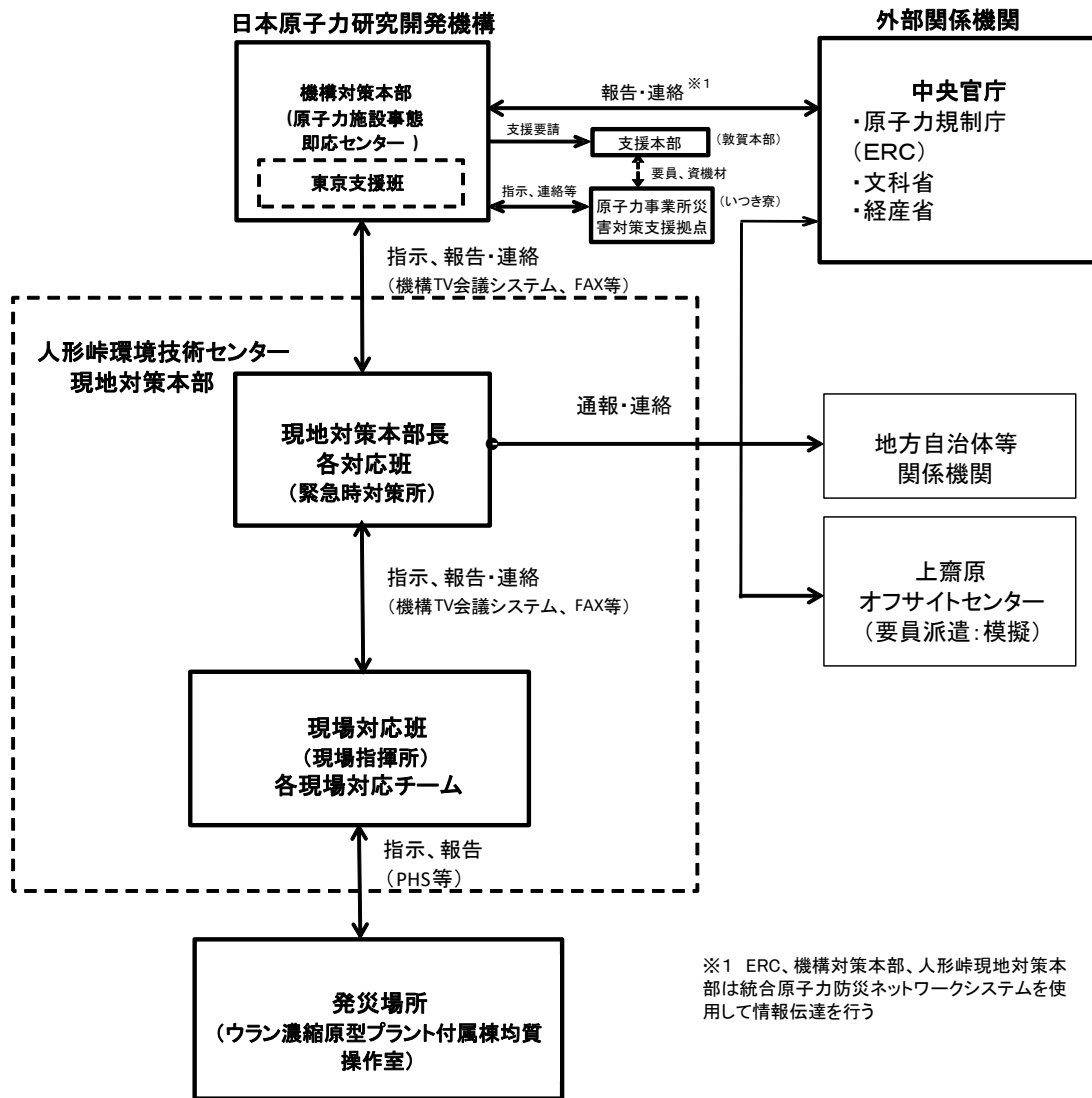 日本原子力研究開発機構
外部関係機関
機構対策本部
(原子力施設事態
即応センター )
東京支援班
報告・連絡※1
支援要請
支援本部
(敦賀本部)
要員、資機材
指示、連絡等
原子力事業所災
害対策支援拠点
(いつき寮)
中央官庁
・原子力規制庁
(ERC)
・文科省
・経産省
指示、報告・連絡
(機構TV会議システム、FAX等)
人形峠環境技術センター
現地対策本部
現地対策本部長
各対応班
(緊急時対策所)
通報・連絡
地方自治体等
関係機関
上齋原
オフサイトセンター
(要員派遣:模擬)
指示、報告・連絡
(機構TV会議システム、FAX等)
現場対応班
(現場指揮所)
各現場対応チーム
指示、報告
(PHS等)
発災場所
(ウラン濃縮原型プラント付属棟均質
操作室)
※1 ERC、機構対策本部、人形峠現地対策本
部は統合原子力防災ネットワークシステムを使
用して情報伝達を行う